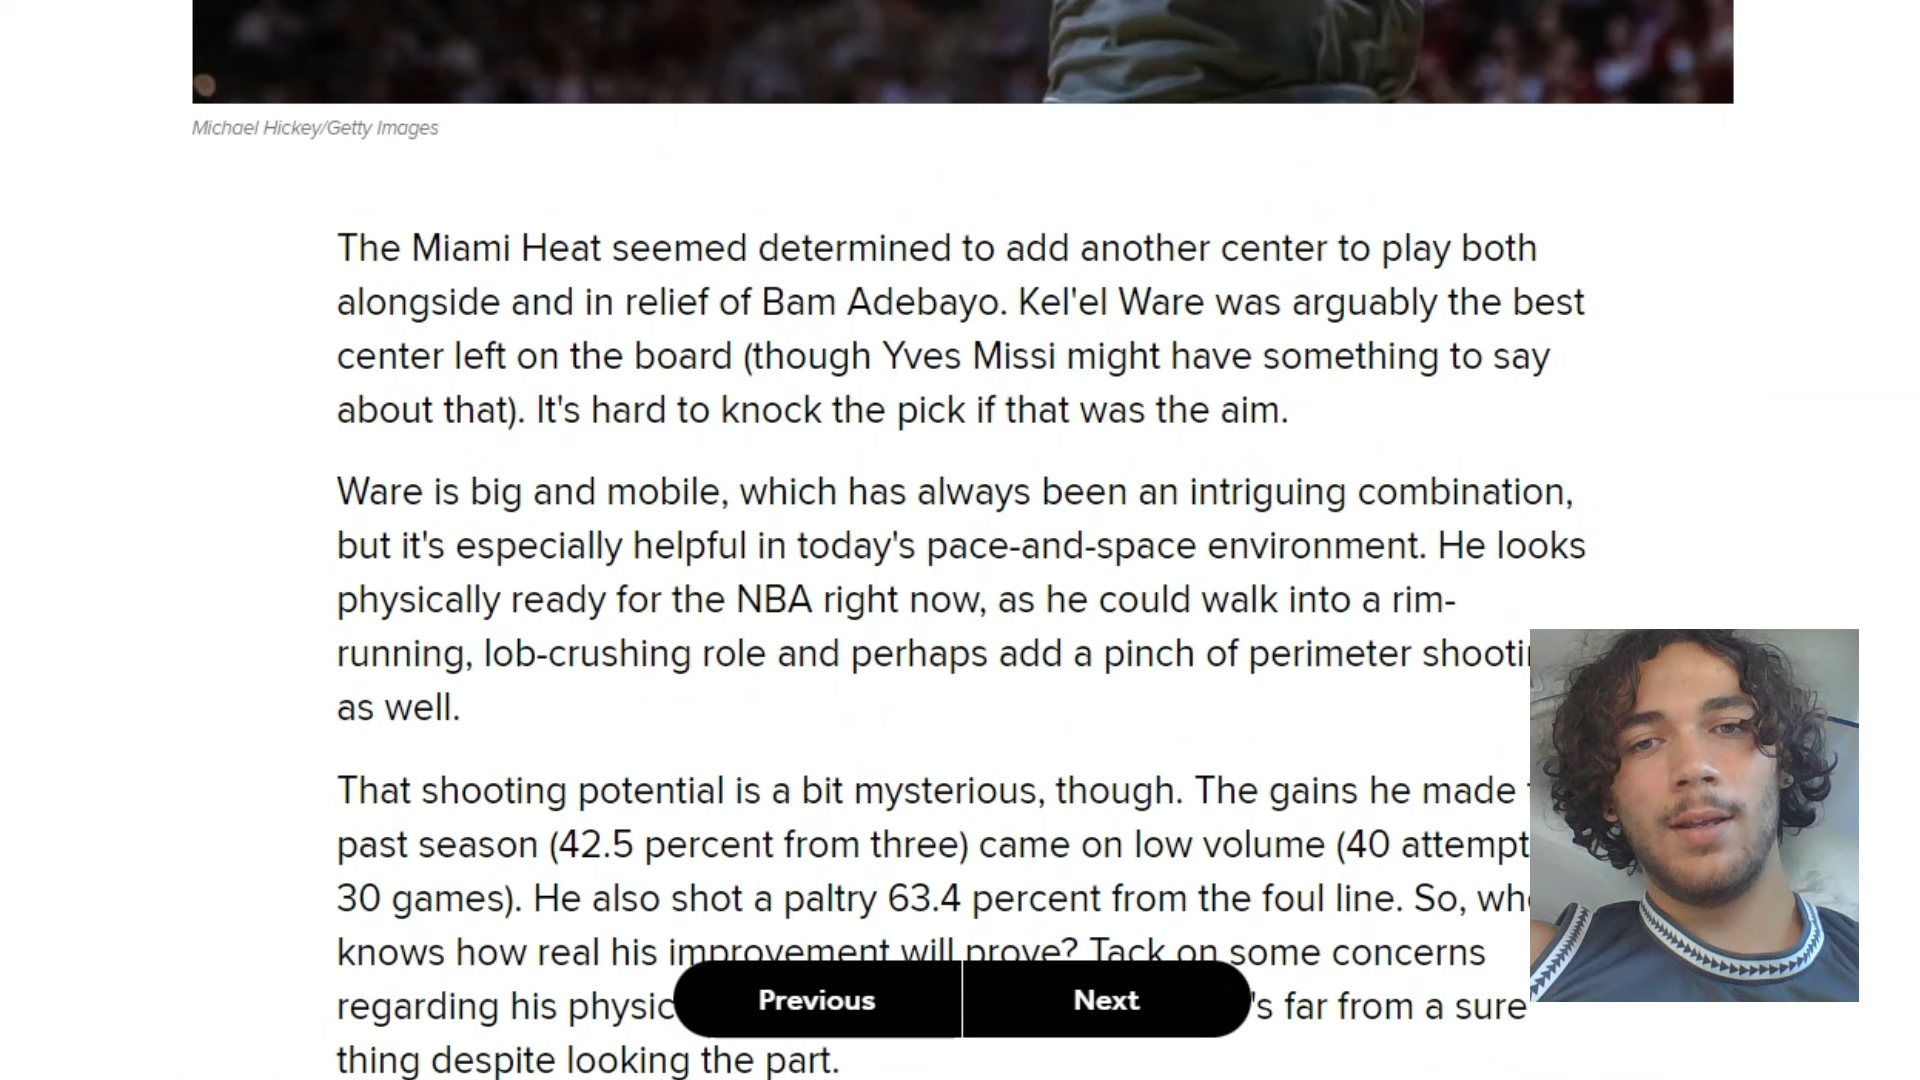 Michael Hickey/Getty Images
The Miami Heat seemed determined to add another center to play both
alongside and in relief of Bam Adebayo. Kel'el Ware was arguably the best
center left on the board (though Yves Missi might have something to say
about that). It's hard to knock the pick if that was the aim.
Ware is big and mobile, which has always been an intriguing combination,
but it's especially helpful in today's pace-and-space environment. He looks
physically ready for the NBA right now, as he could walk into a rim-
running, lob-crushing role and perhaps add a pinch of perimeter
as well.
That shooting potential is a bit mysterious, though. The gains he made
past season (42.5 percent from three) came on low volume (40
30 games). He also shot a paltry 63.4 percent from the foul line. So,
knows how real his improvement will prove? Tack on some concerns
regarding his 's far from a sure
Previous Next
thing despite looking the part.